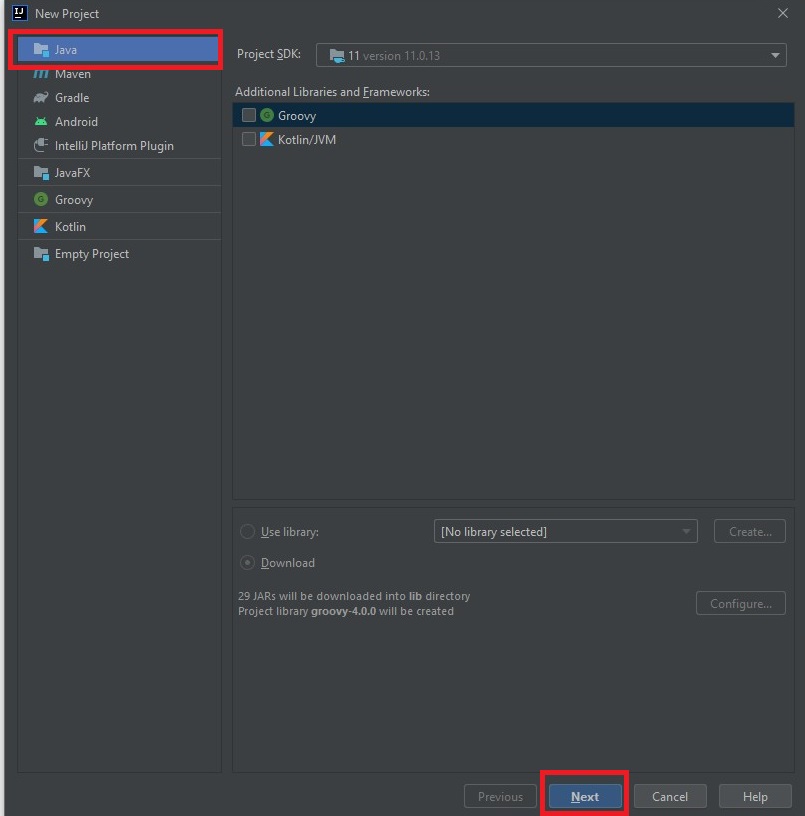 IJ New Project
Java
Maven
Gradle
Android
IntelliJ Platform Plugin
JavaFX
G Groovy
Kotlin
Empty Project
Project SDK: 11 version 11.0.13
Additional Libraries and Frameworks:
G Groovy
Kotlin/JVM
Use library: [No library selected] Create...
Download
29 JARs will be downloaded into lib directory
Project library groovy-4.0.0 will be created
Configure...
Previous Next Cancel Help